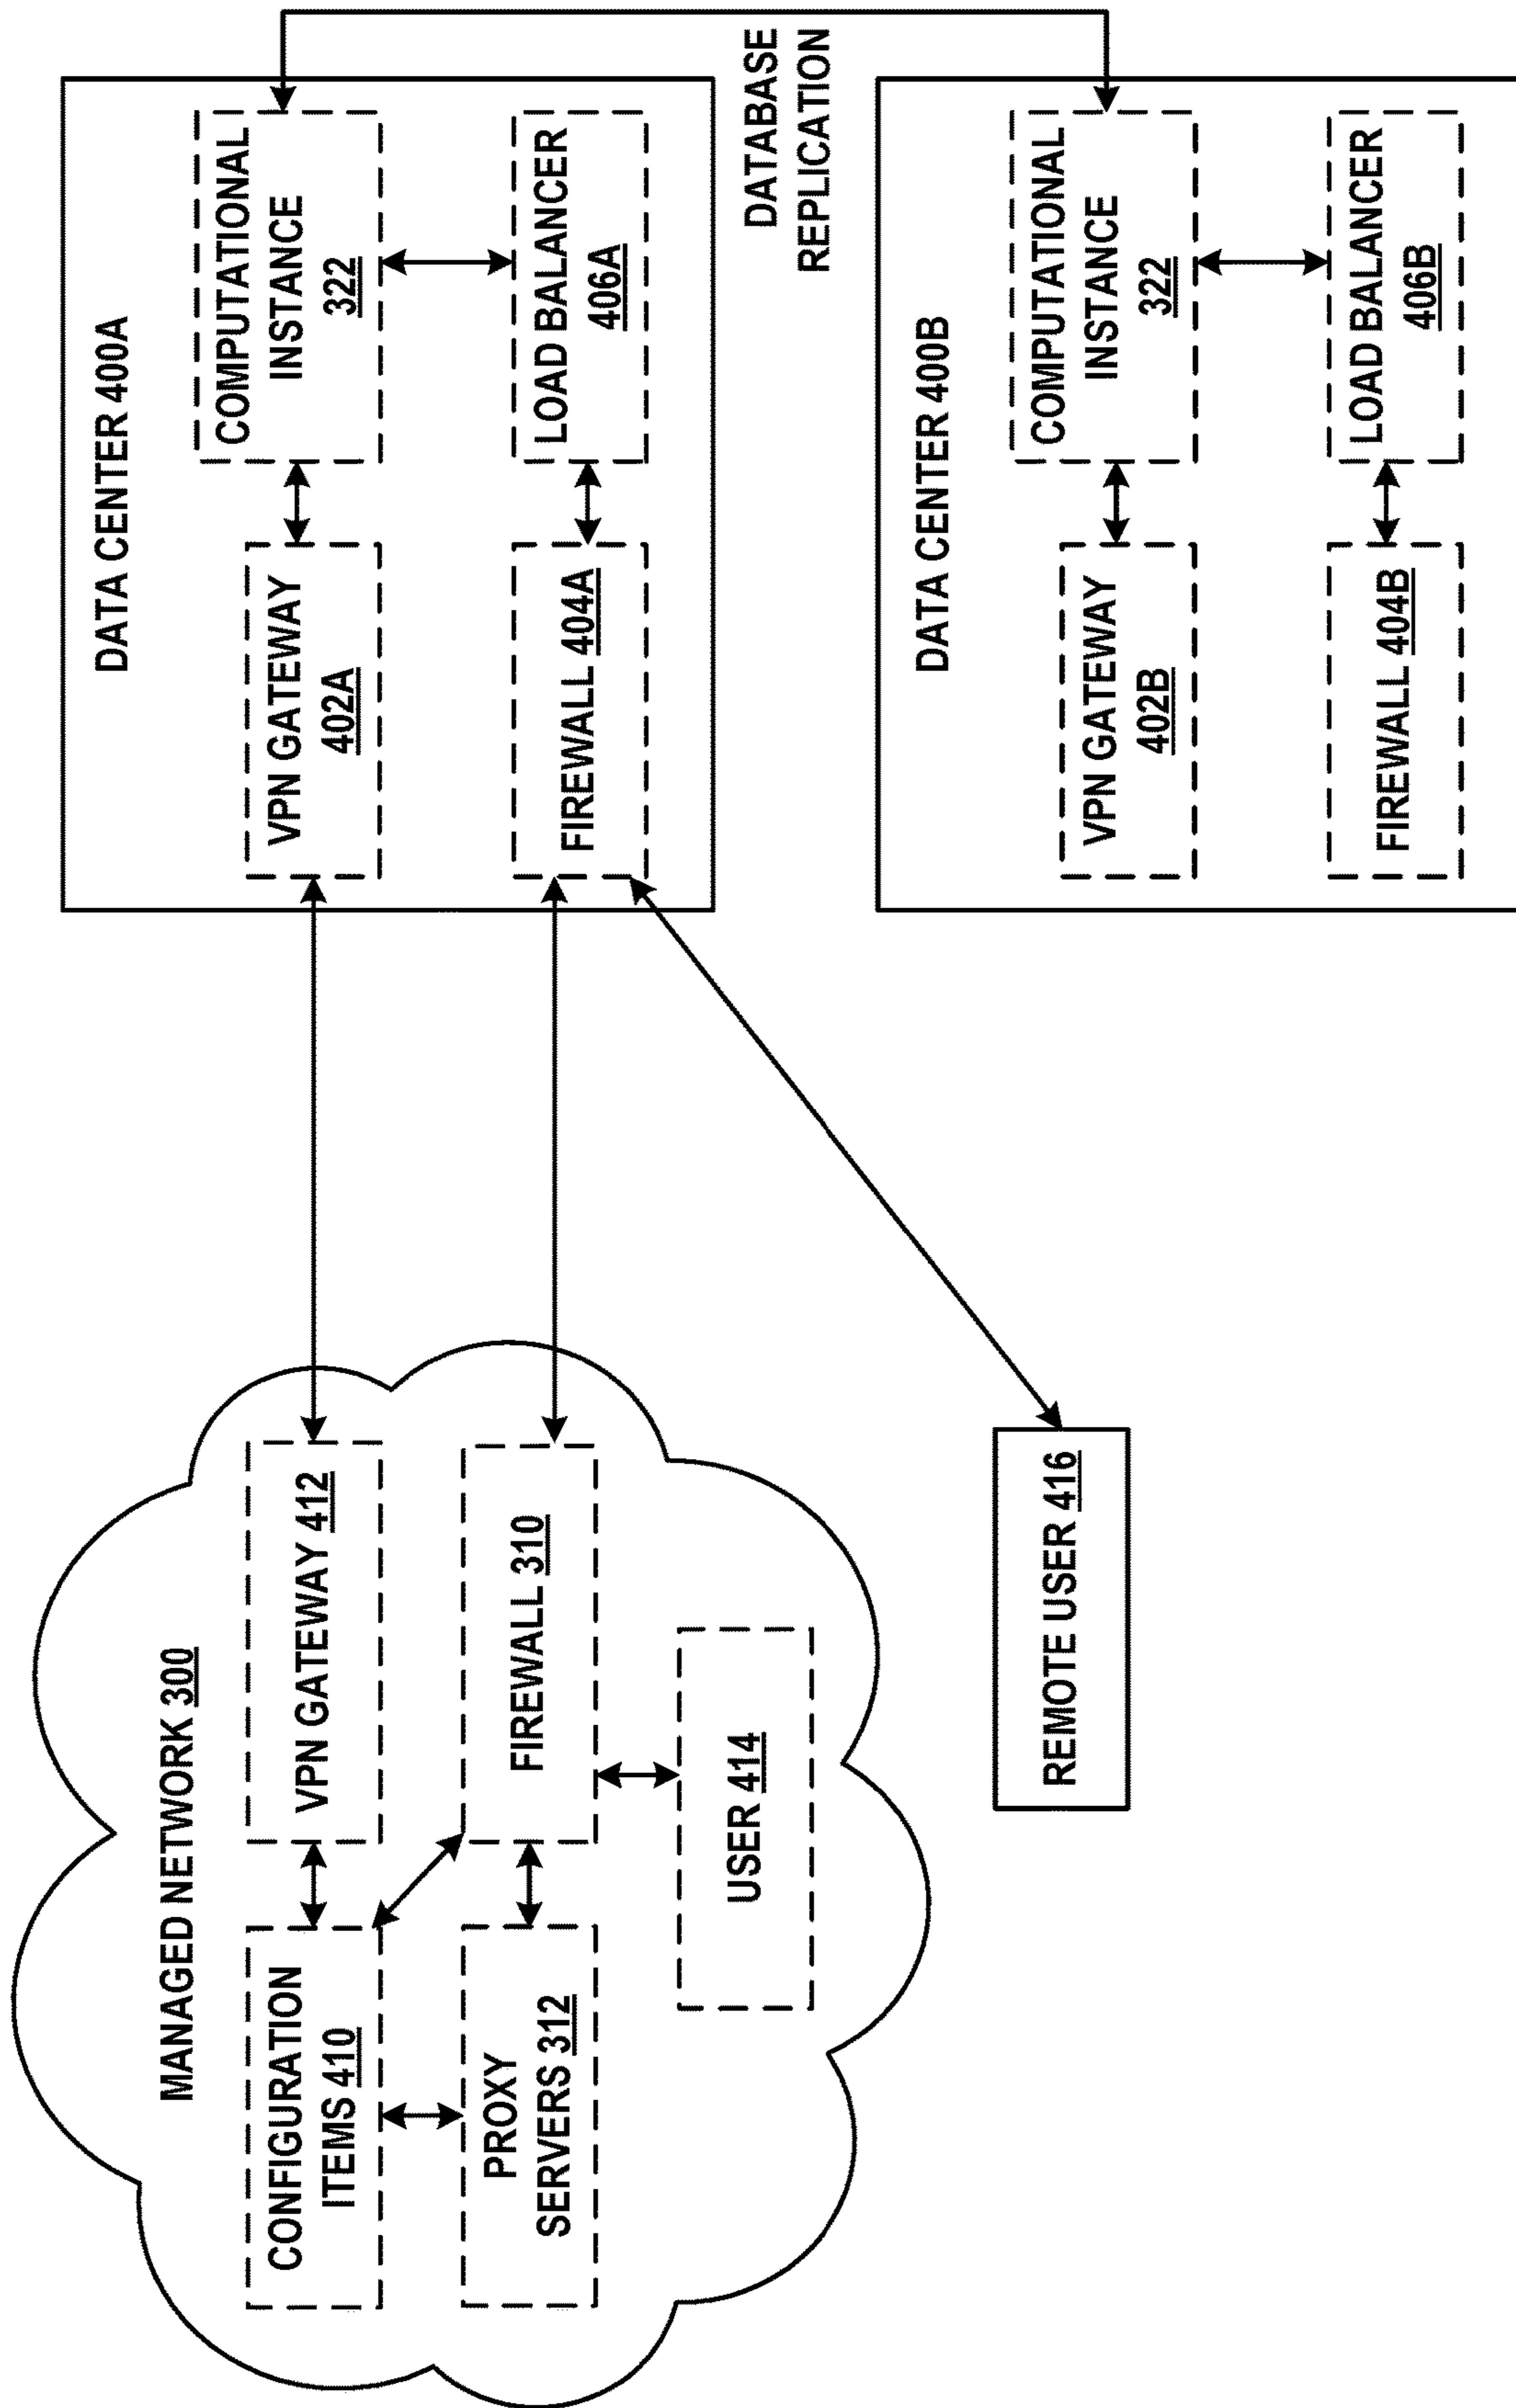 MANAGED NETWORK 300
CONFIGURATION
ITEMS 410
VPN GATEWAY 412
PROXY
SERVERS 312
FIREWALL 310
USER 414
REMOTE USER 416
DATA CENTER 400A
VPN GATEWAY
402A
COMPUTATIONAL
INSTANCE
322
FIREWALL 404A
LOAD BALANCER
406A
DATABASE
REPLICATION
DATA CENTER 400B
VPN GATEWAY
402B
COMPUTATIONAL
INSTANCE
322
FIREWALL 404B
LOAD BALANCER
406B